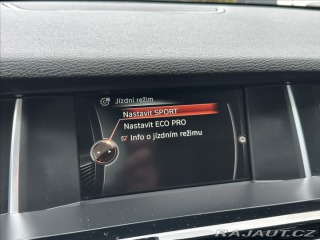 Jízdní režim
Nastavit SPORT
Nastavit ECO PRO
Info o jízdním režimu
RAJAUT.CZ